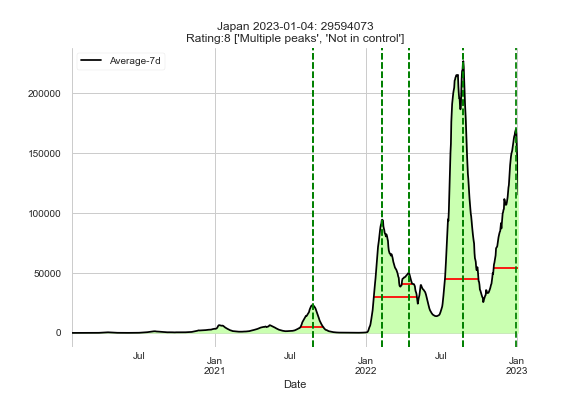 Japan 2023-01-04: 29594073
Rating:8 ['Multiple peaks', 'Not in control']
Average-7d
200000
150000
100000
50000
0
Jul
Jan
2021
Jul
Jan
2022
Jul
Jan
2023
Date